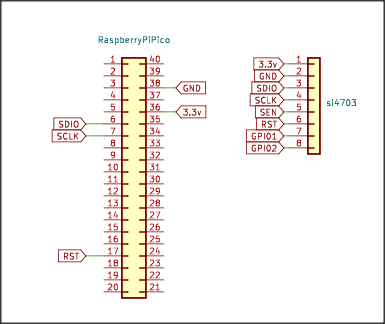 RaspberryPiPico
1 40
2 39
3 38 GND
4 37
5 36 3.3v
SDIO 6 35
SCLK 7 34
8 33
9 32
10 31
11 30
12 29
13 28
14 27
15 26
16 25
RST 17 24
18 23
19 22
20 21
3.3v 1
GND 2
SDIO 3
SCLK 4
SEN 5
RST 6
GPIO1 7
GPIO2 8
si4703